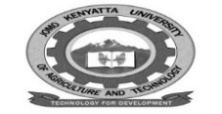 JOMO KENYATTA UNIVERSITY
OF AGRICULTURE AND TECHNOLOGY
TECHNOLOGY FOR DEVELOPMENT